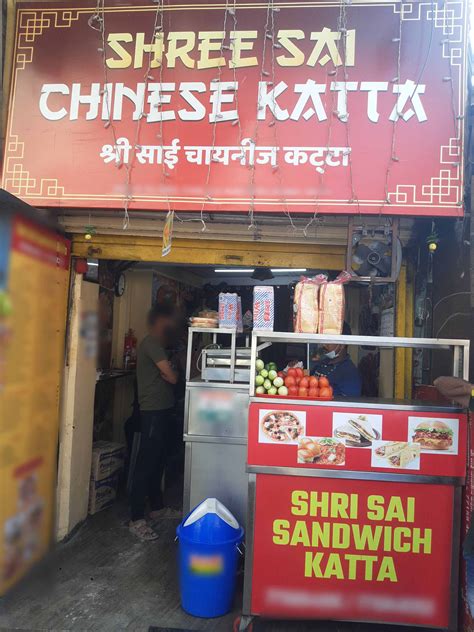 SHREE SAI
CHINESE KATTA
श्री साई चायनीज कट्टा
SHRI SAI
SANDWICH
KATTA